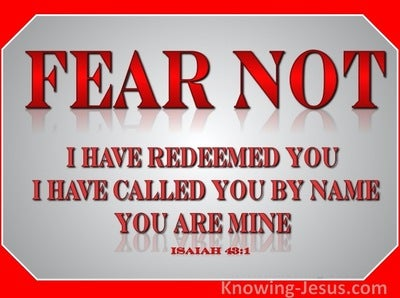 FEAR NOT
I HAVE REDEEMED YOU
I HAVE CALLED YOU BY NAME
YOU ARE MINE
ISAIAH 43:1
Knowing-Jesus.com